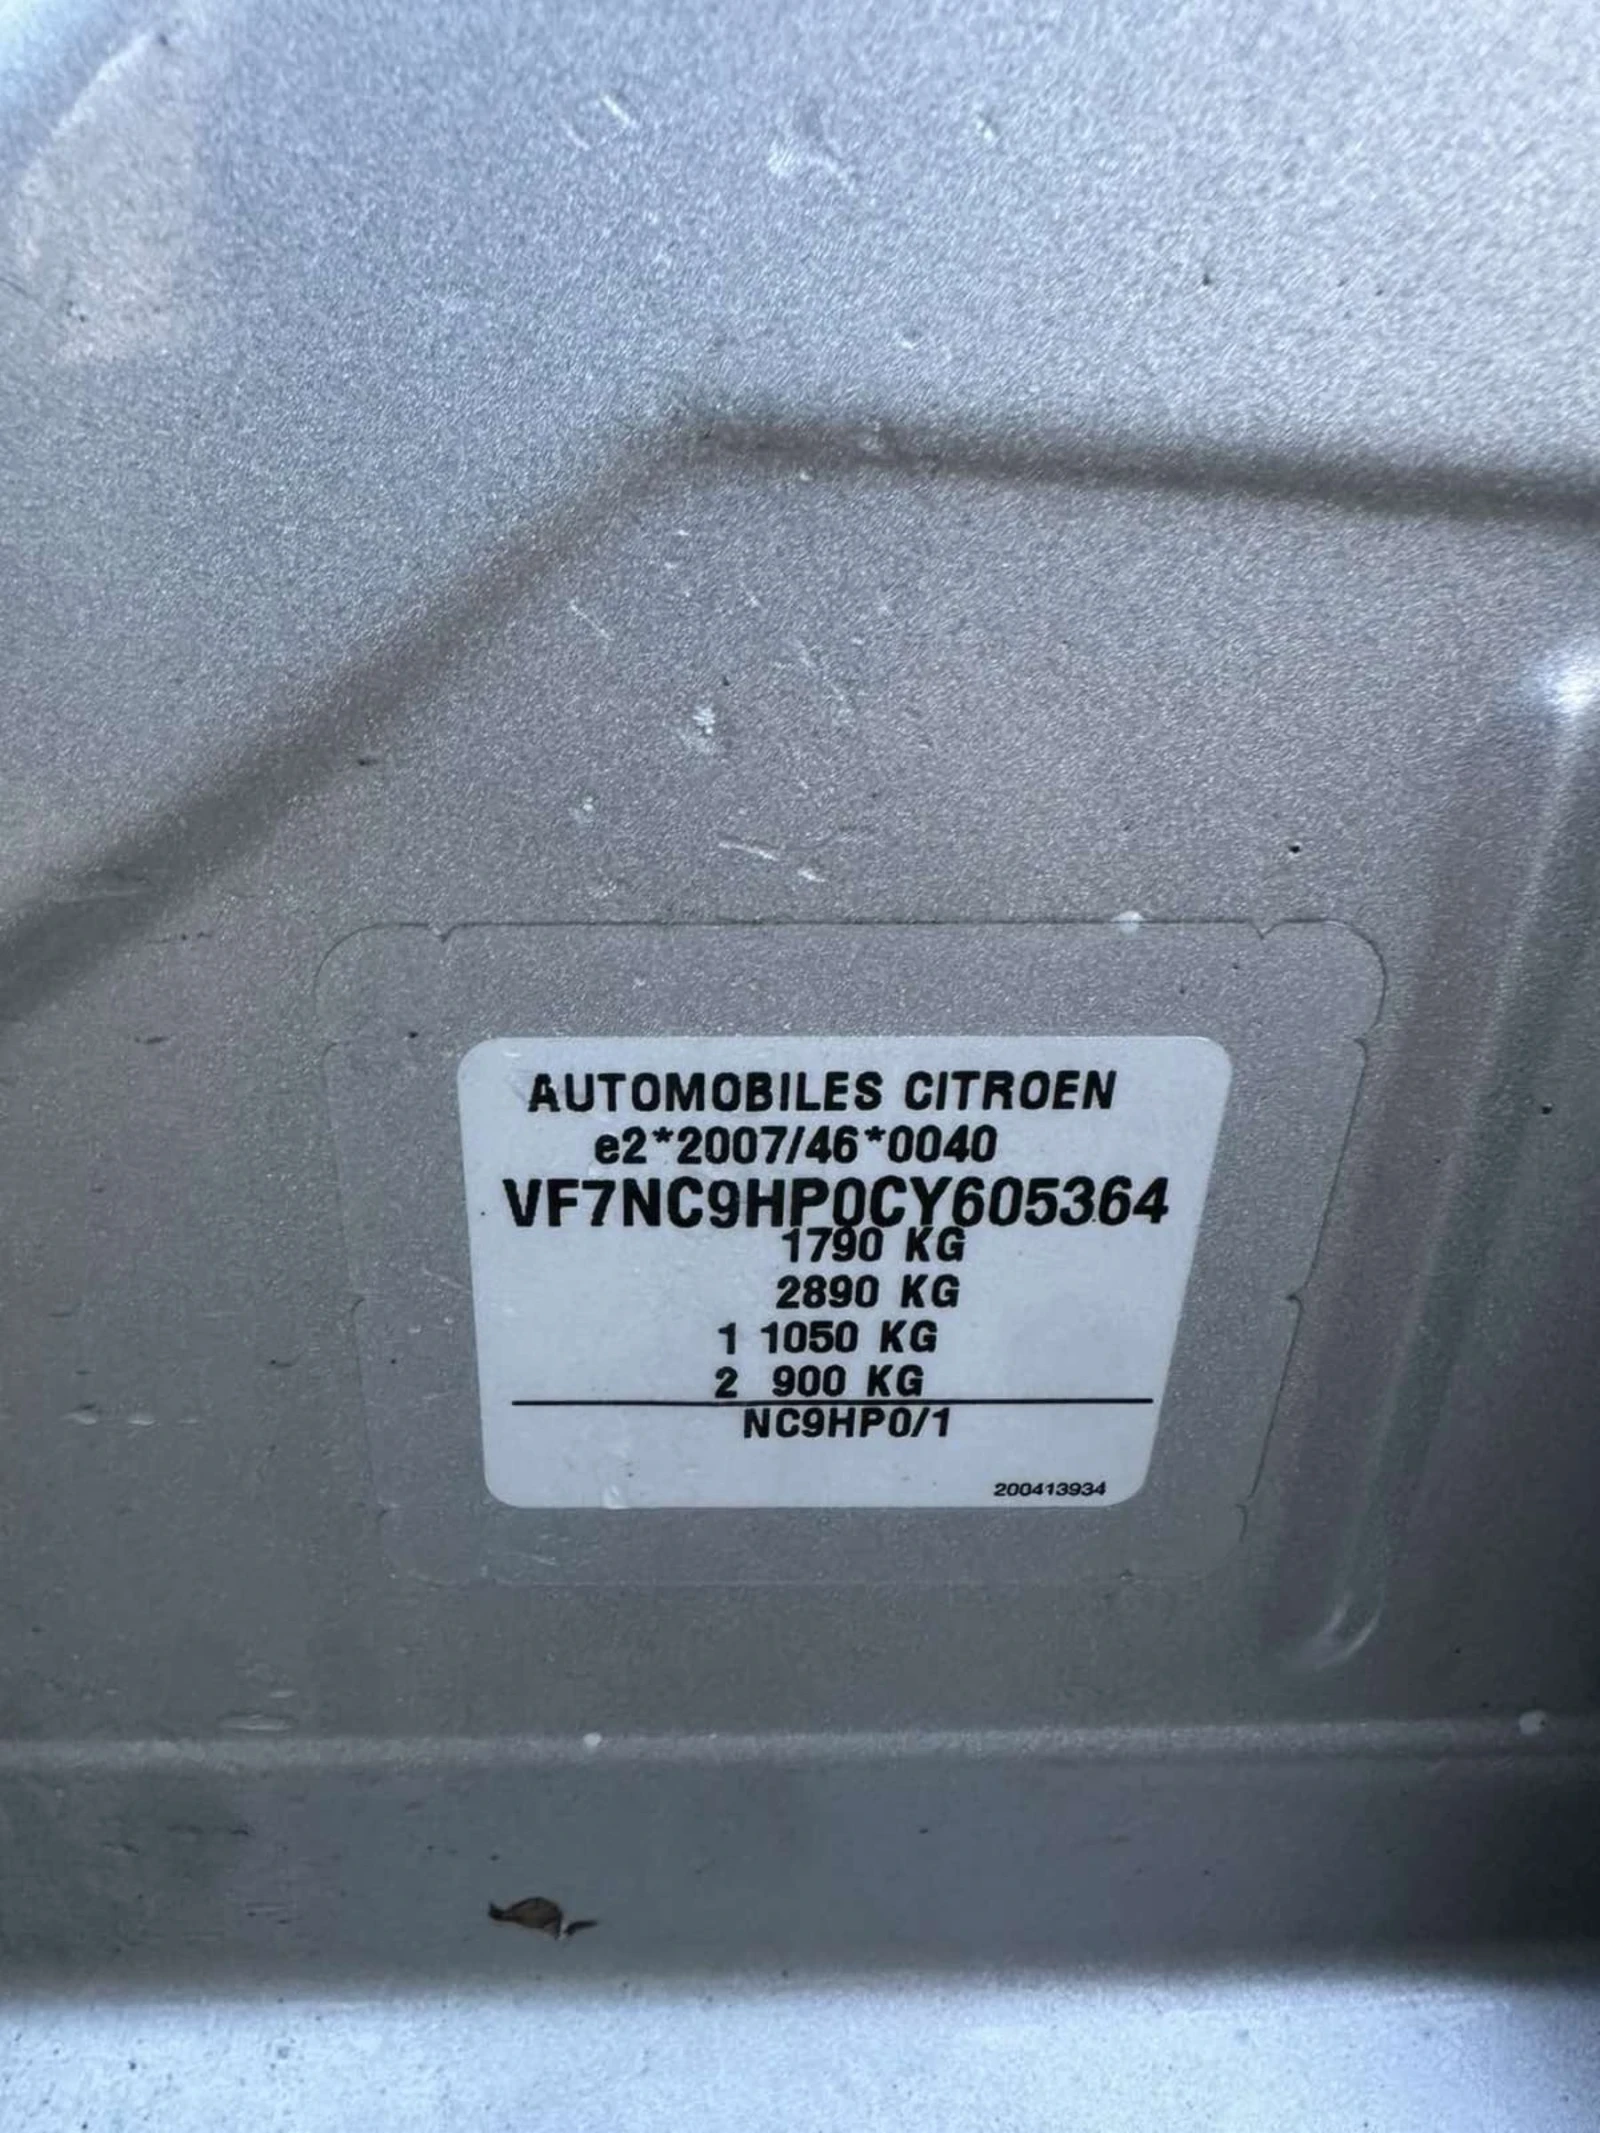 AUTOMOBILES CITROEN
e2*2007/46*0040
VF7NC9HP0CY605364
1790 KG
2890 KG
1 1050 KG
2 900 KG
NC9HP0/1
200413934